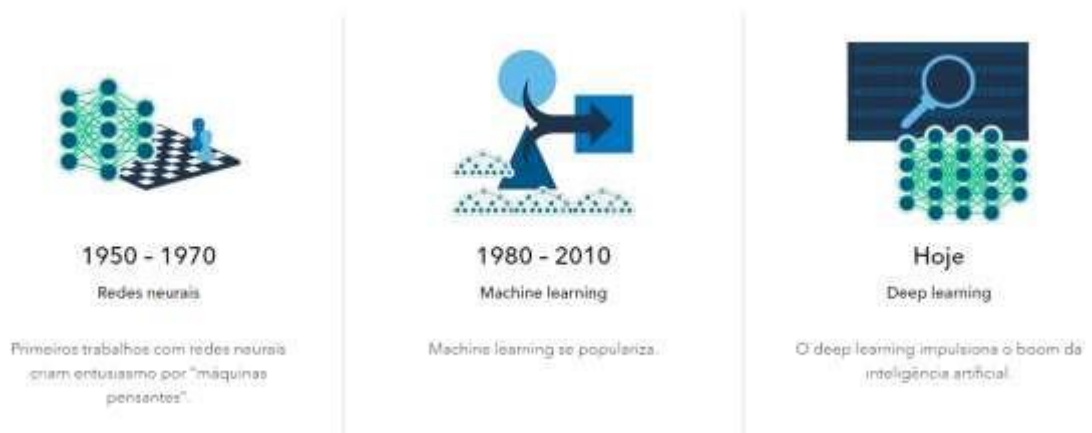 1950 - 1970
Redes neurais
Primeiros trabalhos com redes neurais
criam entusiasmo por "máquinas
pensantes".
1980 - 2010
Machine learning
Machine learning se populariza.
Hoje
Deep learning
O deep learning impulsiona o boom da
inteligência artificial.